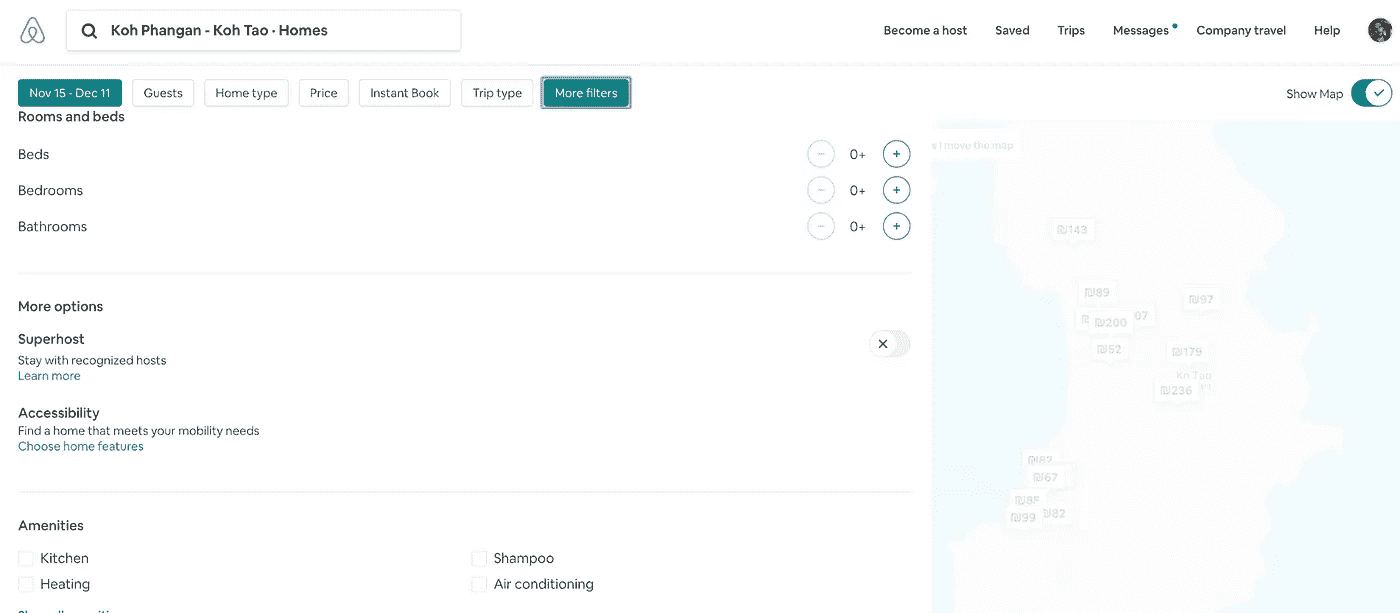 Koh Phangan - Koh Tao · Homes
Become a host
Saved
Trips
Messages
Company travel
Help
Nov 15 - Dec 11
Guests
Home type
Price
Instant Book
Trip type
More filters
Show Map
Rooms and beds
Beds
− 0+ +
Bedrooms
− 0+ +
Bathrooms
− 0+ +
More options
Superhost
Stay with recognized hosts
Learn more
Accessibility
Find a home that meets your mobility needs
Choose home features
Amenities
Kitchen
Shampoo
Heating
Air conditioning
s I move the map
₪143
₪89
₪97
07
₪200
₪52
₪179
Ko Tao
₪236
₪82
₪67
₪99
₪82